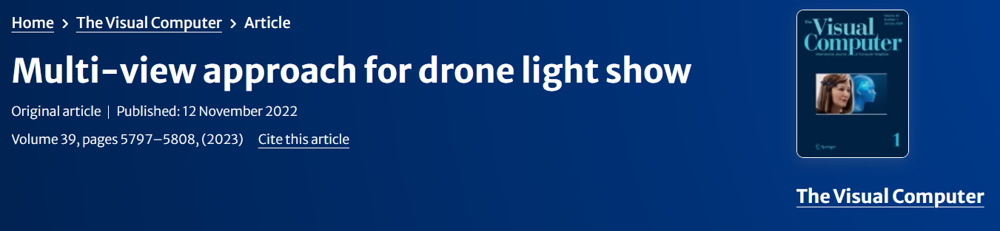 Home > The Visual Computer > Article
Multi-view approach for drone light show
Original article | Published: 12 November 2022
Volume 39, pages 5797–5808, (2023) Cite this article
The Visual Computer
International Journal of Computer Graphics
1
Springer
The Visual Computer